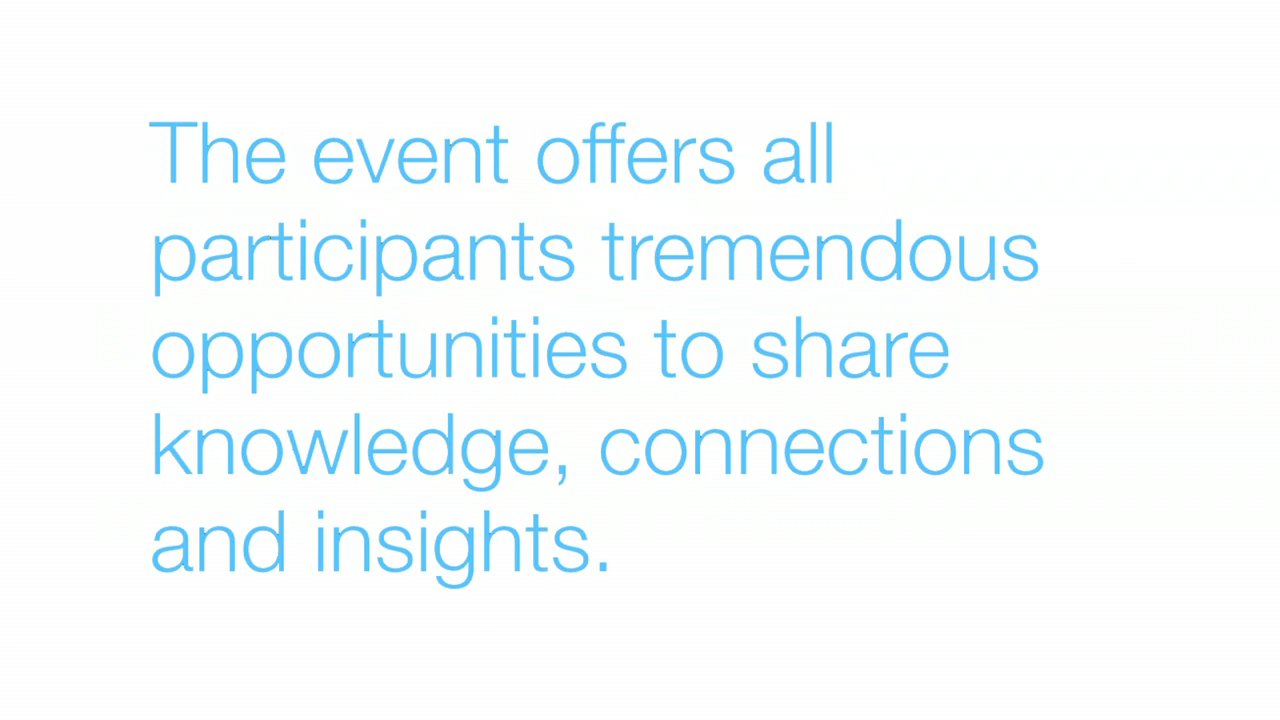 The event offers all
participants tremendous
opportunities to share
knowledge, connections
and insights.